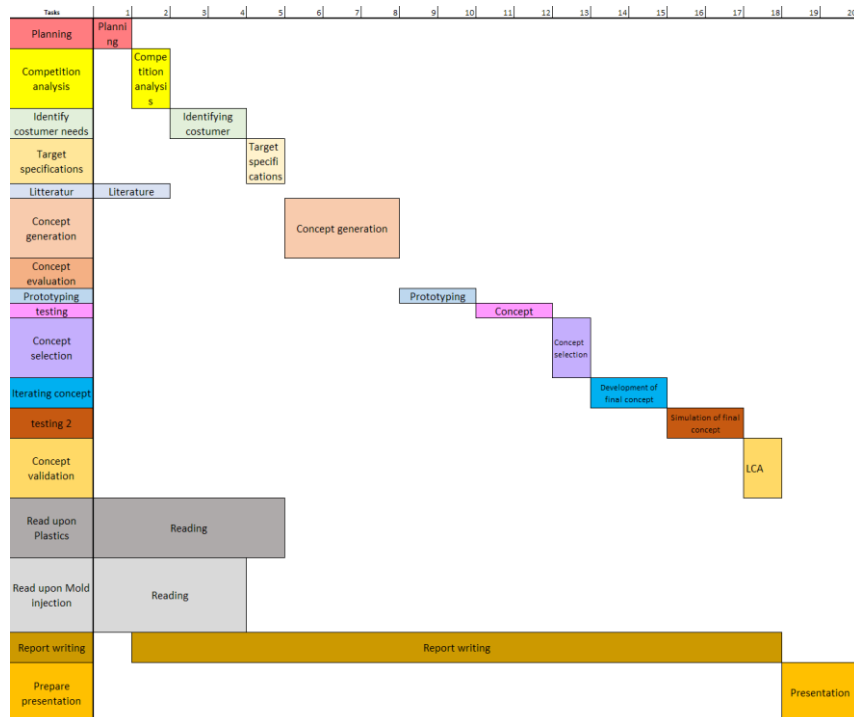 Tasks 1 2 3 4 5 6 7 8 9 10 11 12 13 14 15 16 17 18 19 20
Planning
Planni
ng
Competition
analysis
Compe
tition
analysi
s
Identify
costumer needs
Identifying
costumer
Target
specifications
Target
specifi
cations
Litteratur
Literature
Concept
generation
Concept generation
Concept
evaluation
Prototyping
Prototyping
testing
Concept
Concept
selection
Concept
selection
Iterating concept
Development of
final concept
testing 2
Simulation of final
concept
Concept
validation
LCA
Read upon
Plastics
Reading
Read upon Mold
injection
Reading
Report writing
Report writing
Prepare
presentation
Presentation